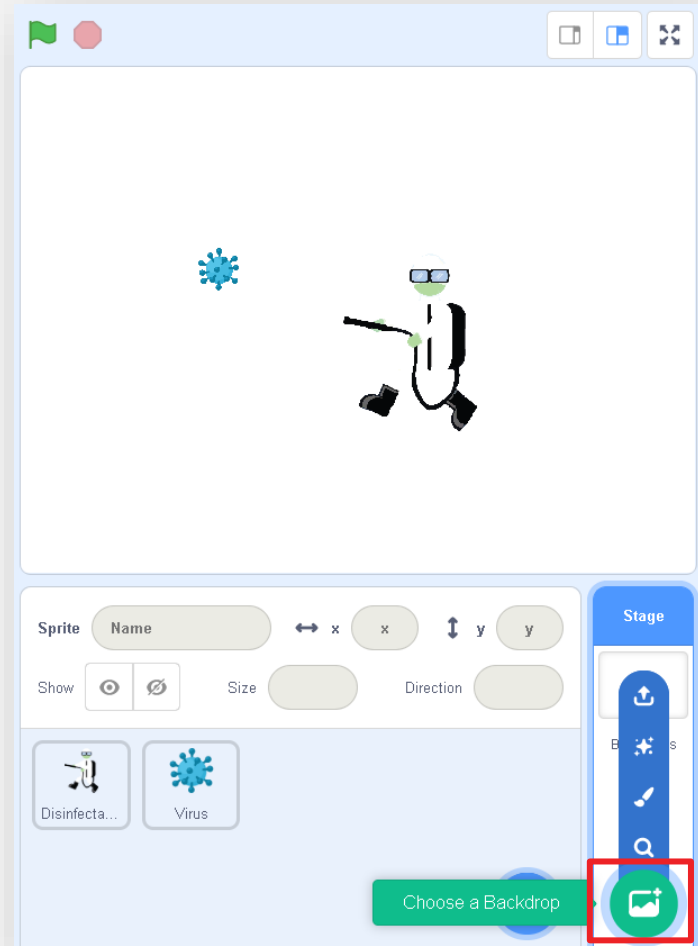 Stage
Sprite Name x x y y
Show Size Direction
Disinfecta... Virus
Choose a Backdrop